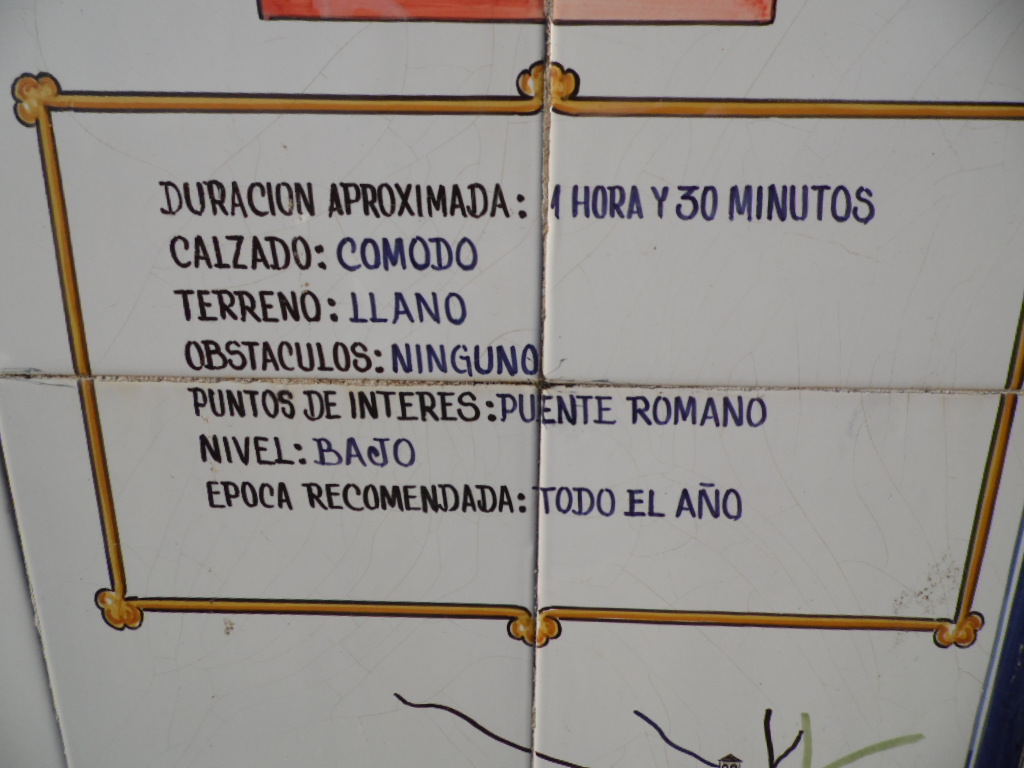 DURACION APROXIMADA: 1 HORA Y 30 MINUTOS
CALZADO: COMODO
TERRENO: LLANO
OBSTACULOS: NINGUNO
PUNTOS DE INTERES: PUENTE ROMANO
NIVEL: BAJO
EPOCA RECOMENDADA: TODO EL AÑO